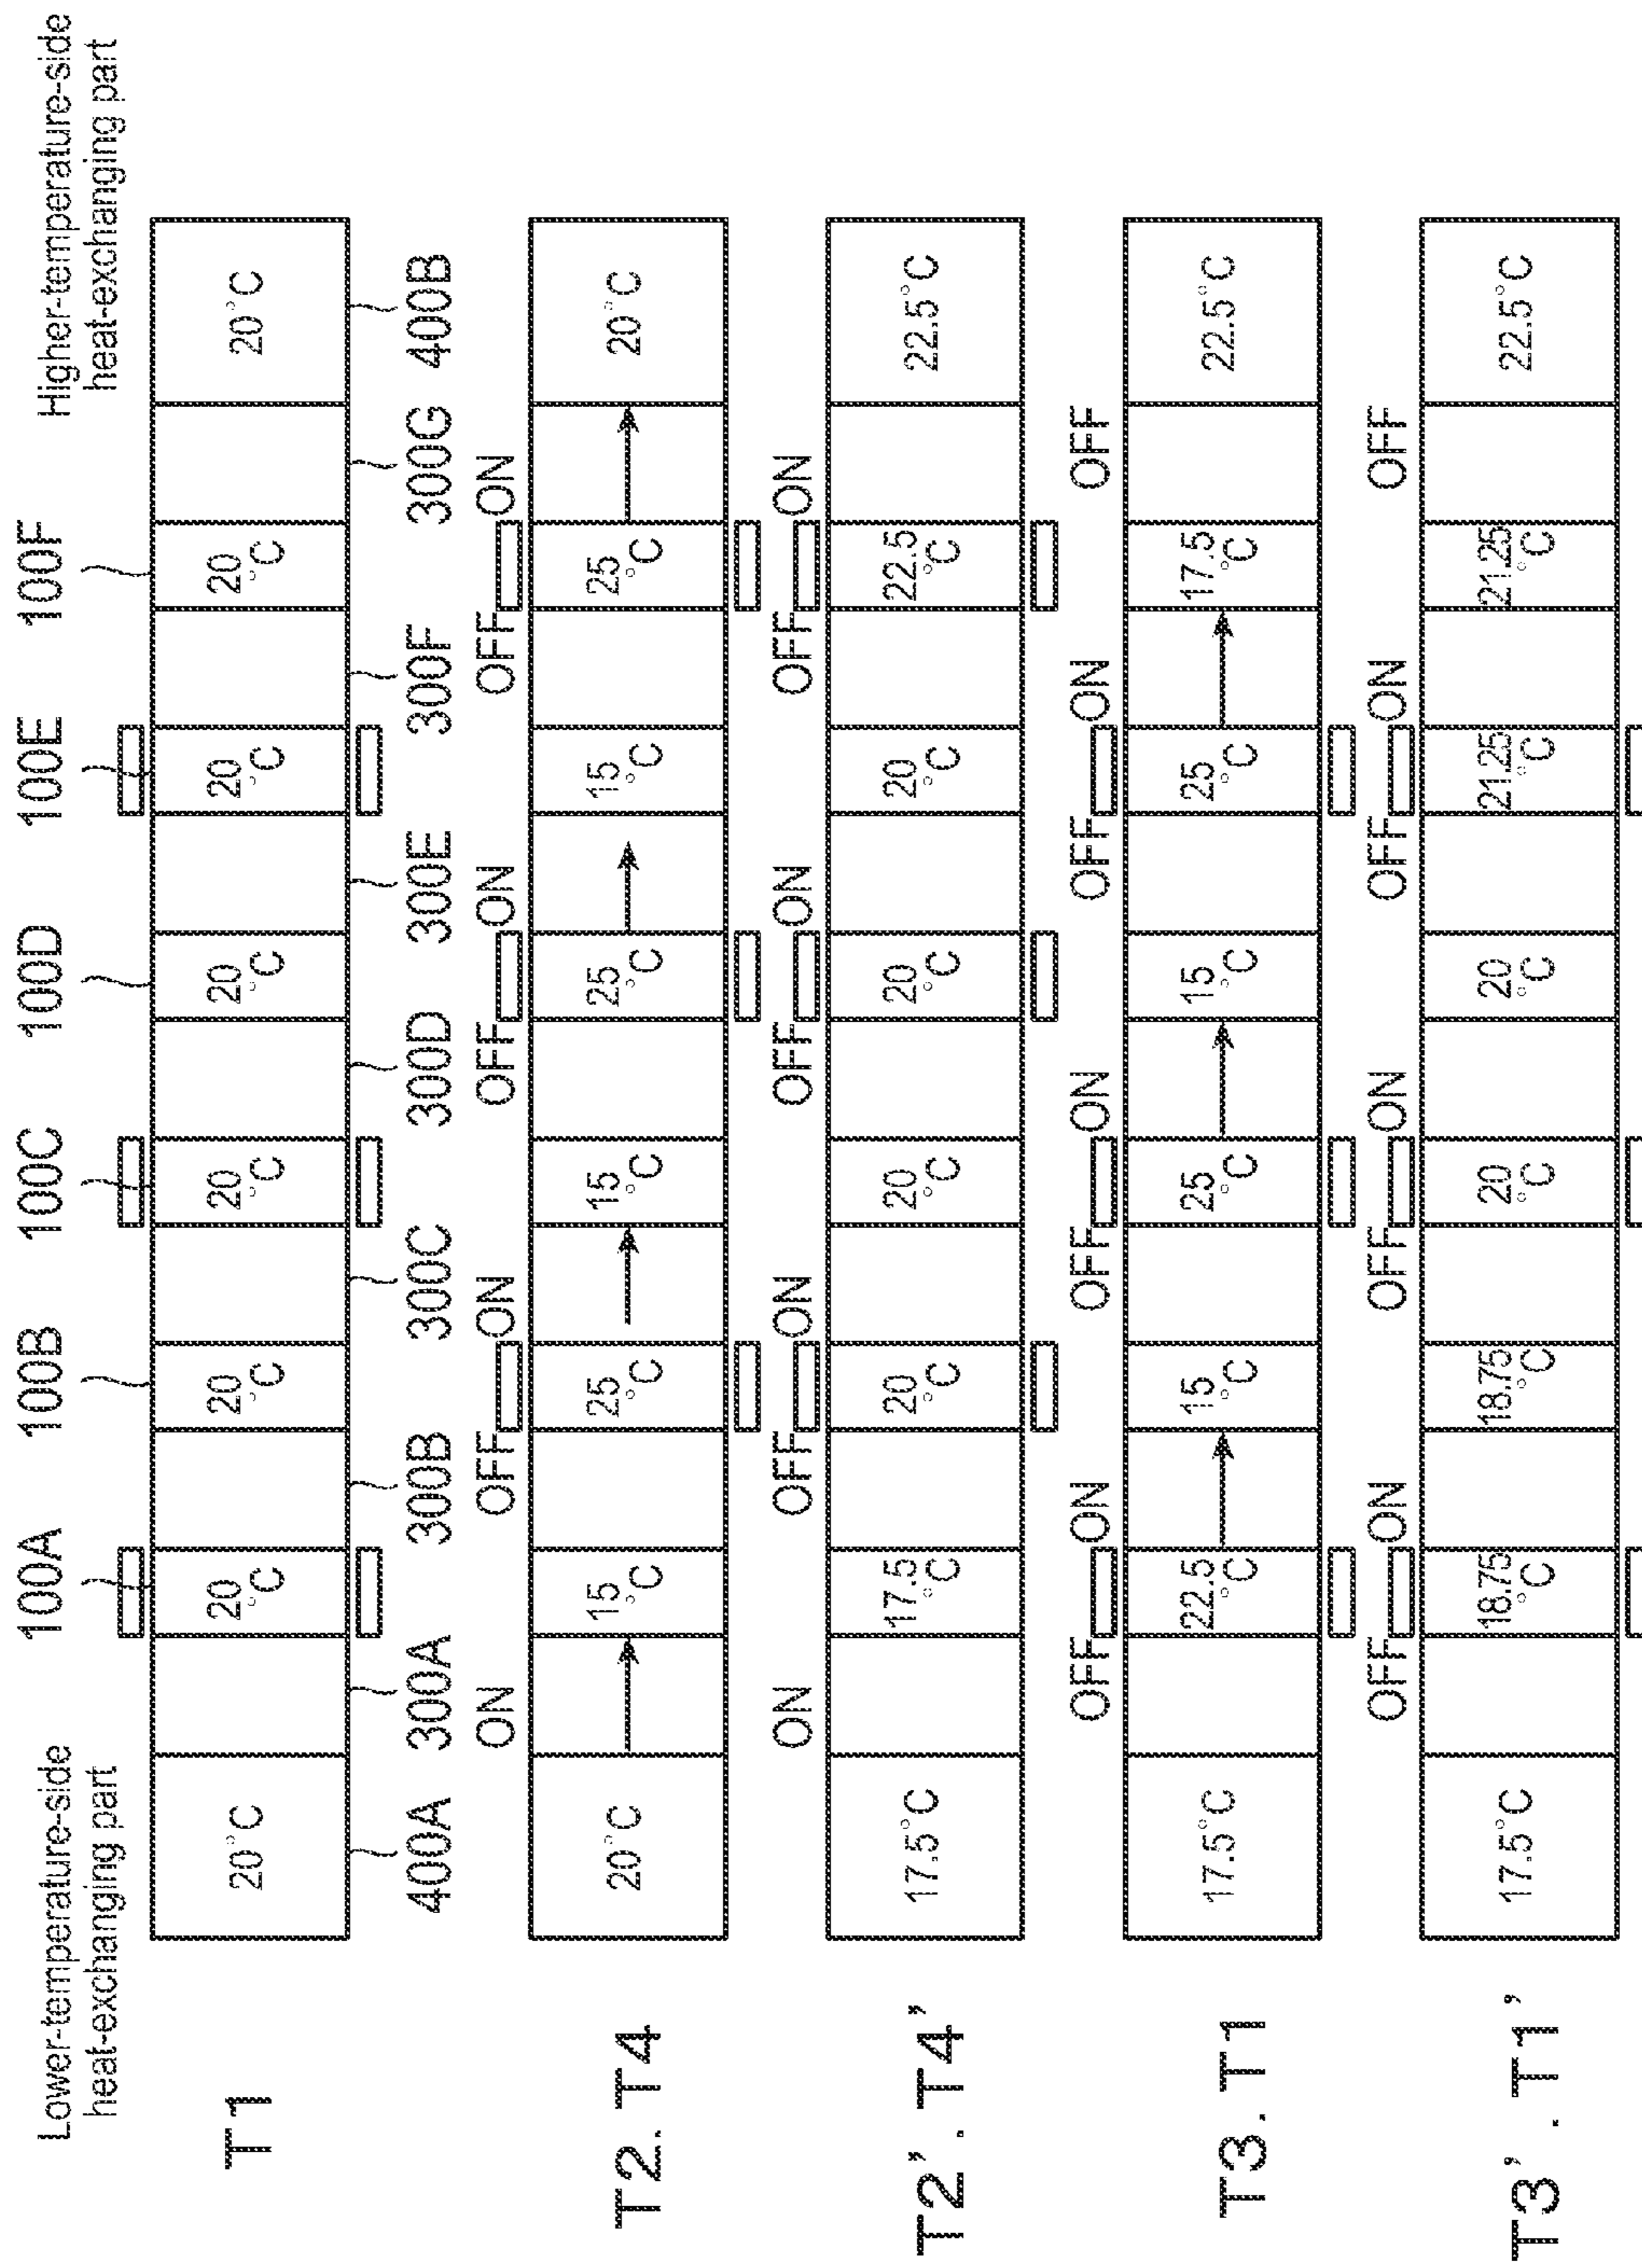 Lower-temperature-side
heat-exchanging part
Higher-temperature-side
heat-exchanging part
100A 100B 100C 100D 100E 100F
T1
20°C 20°C 20°C 20°C 20°C 20°C 20°C 20°C
400A 300A 300B 300C 300D 300E 300F 300G 400B
ON OFF ON OFF ON OFF ON
T2. T4
20°C 15°C 25°C 15°C 25°C 15°C 25°C 20°C
ON OFF ON OFF ON OFF ON
T2'. T4'
17.5°C 17.5°C 20°C 20°C 20°C 20°C 22.5°C 22.5°C
OFF ON OFF ON OFF ON OFF
T3. T1
17.5°C 22.5°C 15°C 25°C 15°C 25°C 17.5°C 22.5°C
OFF ON OFF ON OFF ON OFF
T3'. T1'
17.5°C 18.75°C 18.75°C 20°C 20°C 21.25°C 21.25°C 22.5°C